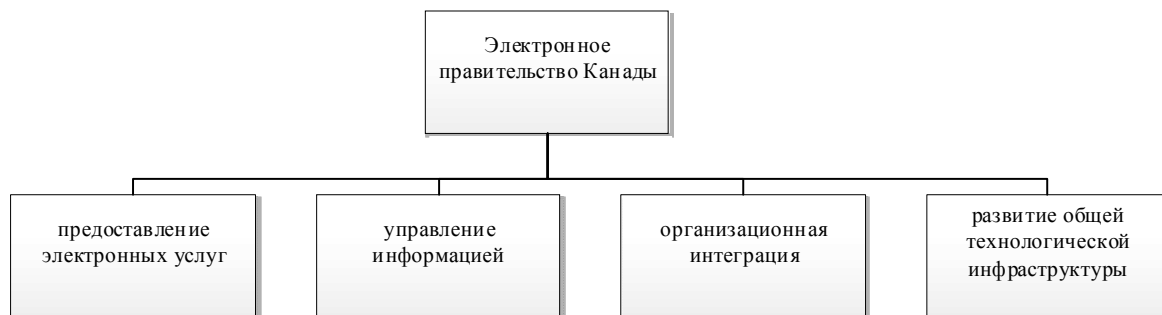 Электронное
правительство Канады
предоставление
электронных услуг
управление
информацией
организационная
интеграция
развитие общей
технологической
инфраструктуры